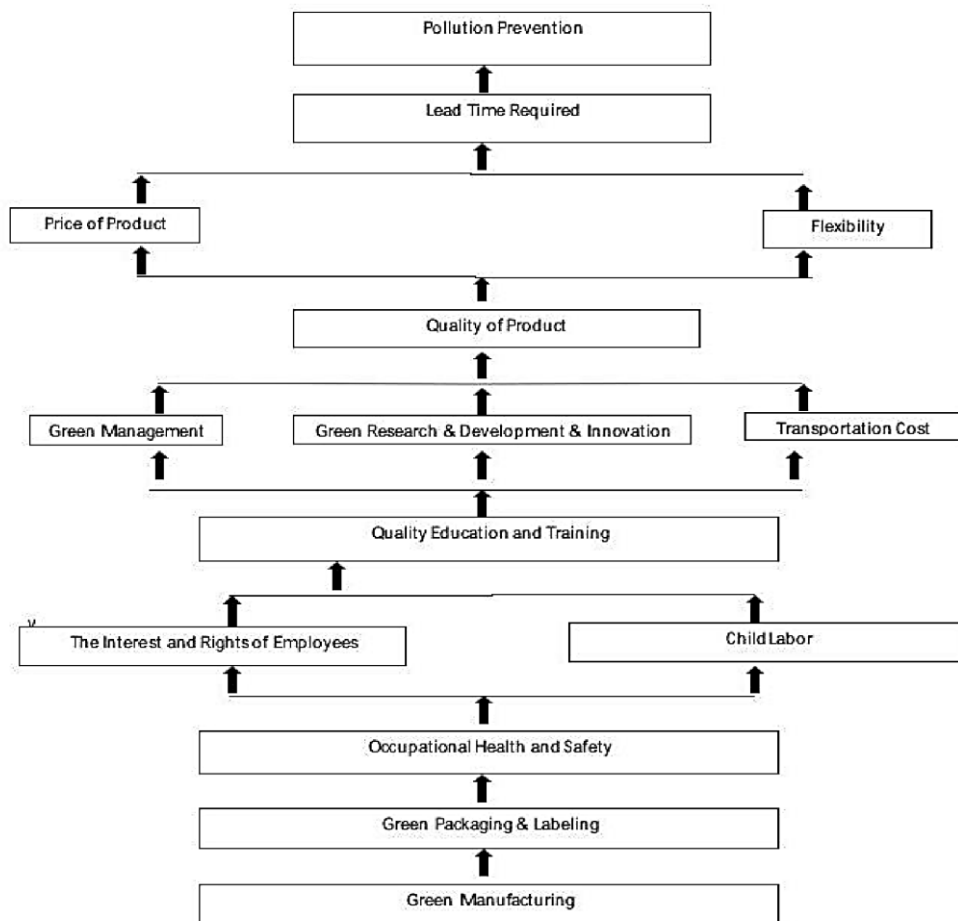 Pollution Prevention
Lead Time Required
Price of Product
Flexibility
Quality of Product
Green Management
Green Research & Development & Innovation
Transportation Cost
Quality Education and Training
The Interest and Rights of Employees
Child Labor
Occupational Health and Safety
Green Packaging & Labeling
Green Manufacturing